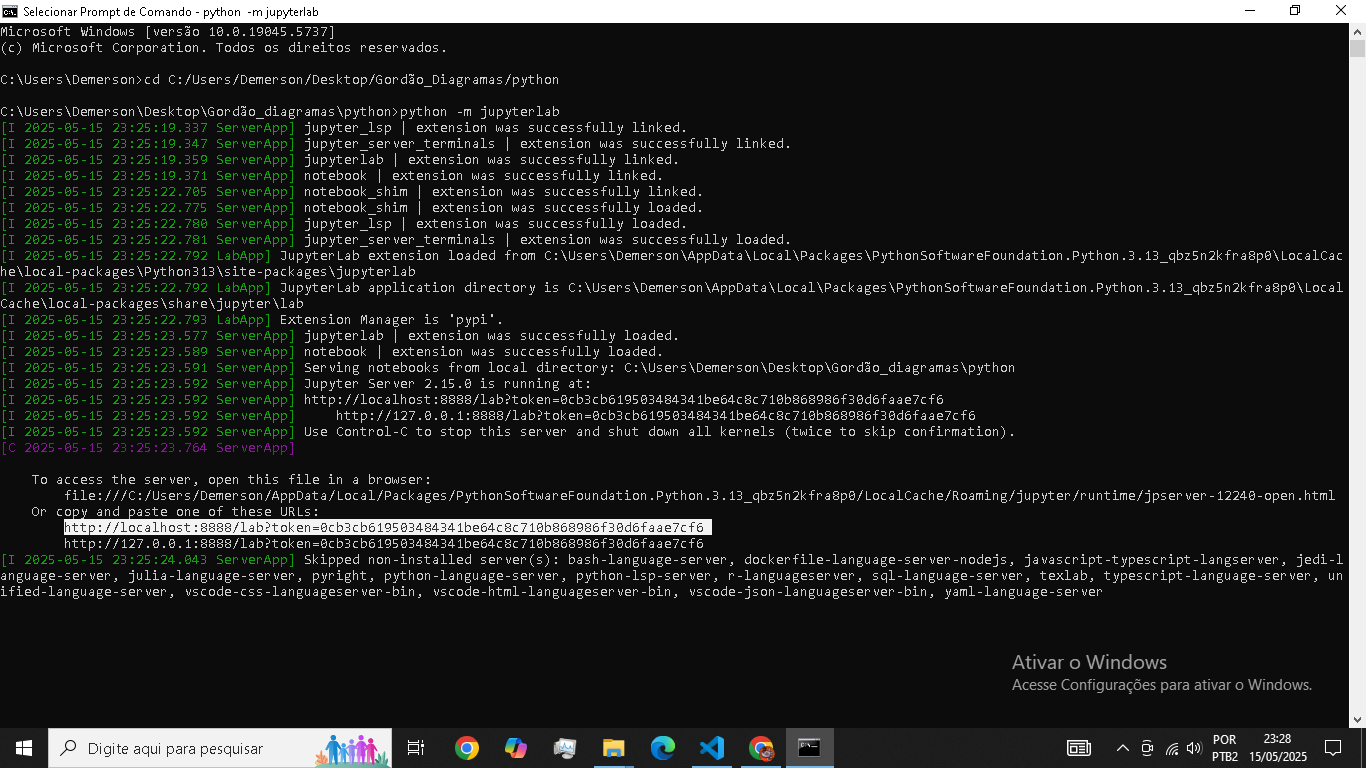 Selecionar Prompt de Comando - python  -m jupyterlab
Microsoft Windows [versão 10.0.19045.5737]
(c) Microsoft Corporation. Todos os direitos reservados.
C:\Users\Demerson>cd C:/Users/Demerson/Desktop/Gordão_Diagramas/python
C:\Users\Demerson\Desktop\Gordão_diagramas\python>python -m jupyterlab
[I 2025-05-15 23:25:19.337 ServerApp] jupyter_lsp | extension was successfully linked.
[I 2025-05-15 23:25:19.347 ServerApp] jupyter_server_terminals | extension was successfully linked.
[I 2025-05-15 23:25:19.359 ServerApp] jupyterlab | extension was successfully linked.
[I 2025-05-15 23:25:19.371 ServerApp] notebook | extension was successfully linked.
[I 2025-05-15 23:25:22.705 ServerApp] notebook_shim | extension was successfully linked.
[I 2025-05-15 23:25:22.775 ServerApp] notebook_shim | extension was successfully loaded.
[I 2025-05-15 23:25:22.780 ServerApp] jupyter_lsp | extension was successfully loaded.
[I 2025-05-15 23:25:22.781 ServerApp] jupyter_server_terminals | extension was successfully loaded.
[I 2025-05-15 23:25:22.792 LabApp] JupyterLab extension loaded from C:\Users\Demerson\AppData\Local\Packages\PythonSoftwareFoundation.Python.3.13_qbz5n2kfra8p0\LocalCac
he\local-packages\Python313\site-packages\jupyterlab
[I 2025-05-15 23:25:22.792 LabApp] JupyterLab application directory is C:\Users\Demerson\AppData\Local\Packages\PythonSoftwareFoundation.Python.3.13_qbz5n2kfra8p0\Local
Cache\local-packages\share\jupyter\lab
[I 2025-05-15 23:25:22.793 LabApp] Extension Manager is 'pypi'.
[I 2025-05-15 23:25:23.577 ServerApp] jupyterlab | extension was successfully loaded.
[I 2025-05-15 23:25:23.589 ServerApp] notebook | extension was successfully loaded.
[I 2025-05-15 23:25:23.591 ServerApp] Serving notebooks from local directory: C:\Users\Demerson\Desktop\Gordão_diagramas\python
[I 2025-05-15 23:25:23.592 ServerApp] Jupyter Server 2.15.0 is running at:
[I 2025-05-15 23:25:23.592 ServerApp] http://localhost:8888/lab?token=0cb3cb619503484341be64c8c710b868986f30d6faae7cf6
[I 2025-05-15 23:25:23.592 ServerApp]     http://127.0.0.1:8888/lab?token=0cb3cb619503484341be64c8c710b868986f30d6faae7cf6
[I 2025-05-15 23:25:23.592 ServerApp] Use Control-C to stop this server and shut down all kernels (twice to skip confirmation).
[C 2025-05-15 23:25:23.764 ServerApp]
To access the server, open this file in a browser:
file:///C:/Users/Demerson/AppData/Local/Packages/PythonSoftwareFoundation.Python.3.13_qbz5n2kfra8p0/LocalCache/Roaming/jupyter/runtime/jpserver-12240-open.html
Or copy and paste one of these URLs:
http://localhost:8888/lab?token=0cb3cb619503484341be64c8c710b868986f30d6faae7cf6
http://127.0.0.1:8888/lab?token=0cb3cb619503484341be64c8c710b868986f30d6faae7cf6
[I 2025-05-15 23:25:24.043 ServerApp] Skipped non-installed server(s): bash-language-server, dockerfile-language-server-nodejs, javascript-typescript-langserver, jedi-l
anguage-server, julia-language-server, pyright, python-language-server, python-lsp-server, r-languageserver, sql-language-server, texlab, typescript-language-server, un
ified-language-server, vscode-css-languageserver-bin, vscode-html-languageserver-bin, vscode-json-languageserver-bin, yaml-language-server
Ativar o Windows
Acesse Configurações para ativar o Windows.
Digite aqui para pesquisar
POR
PTB2
23:28
15/05/2025